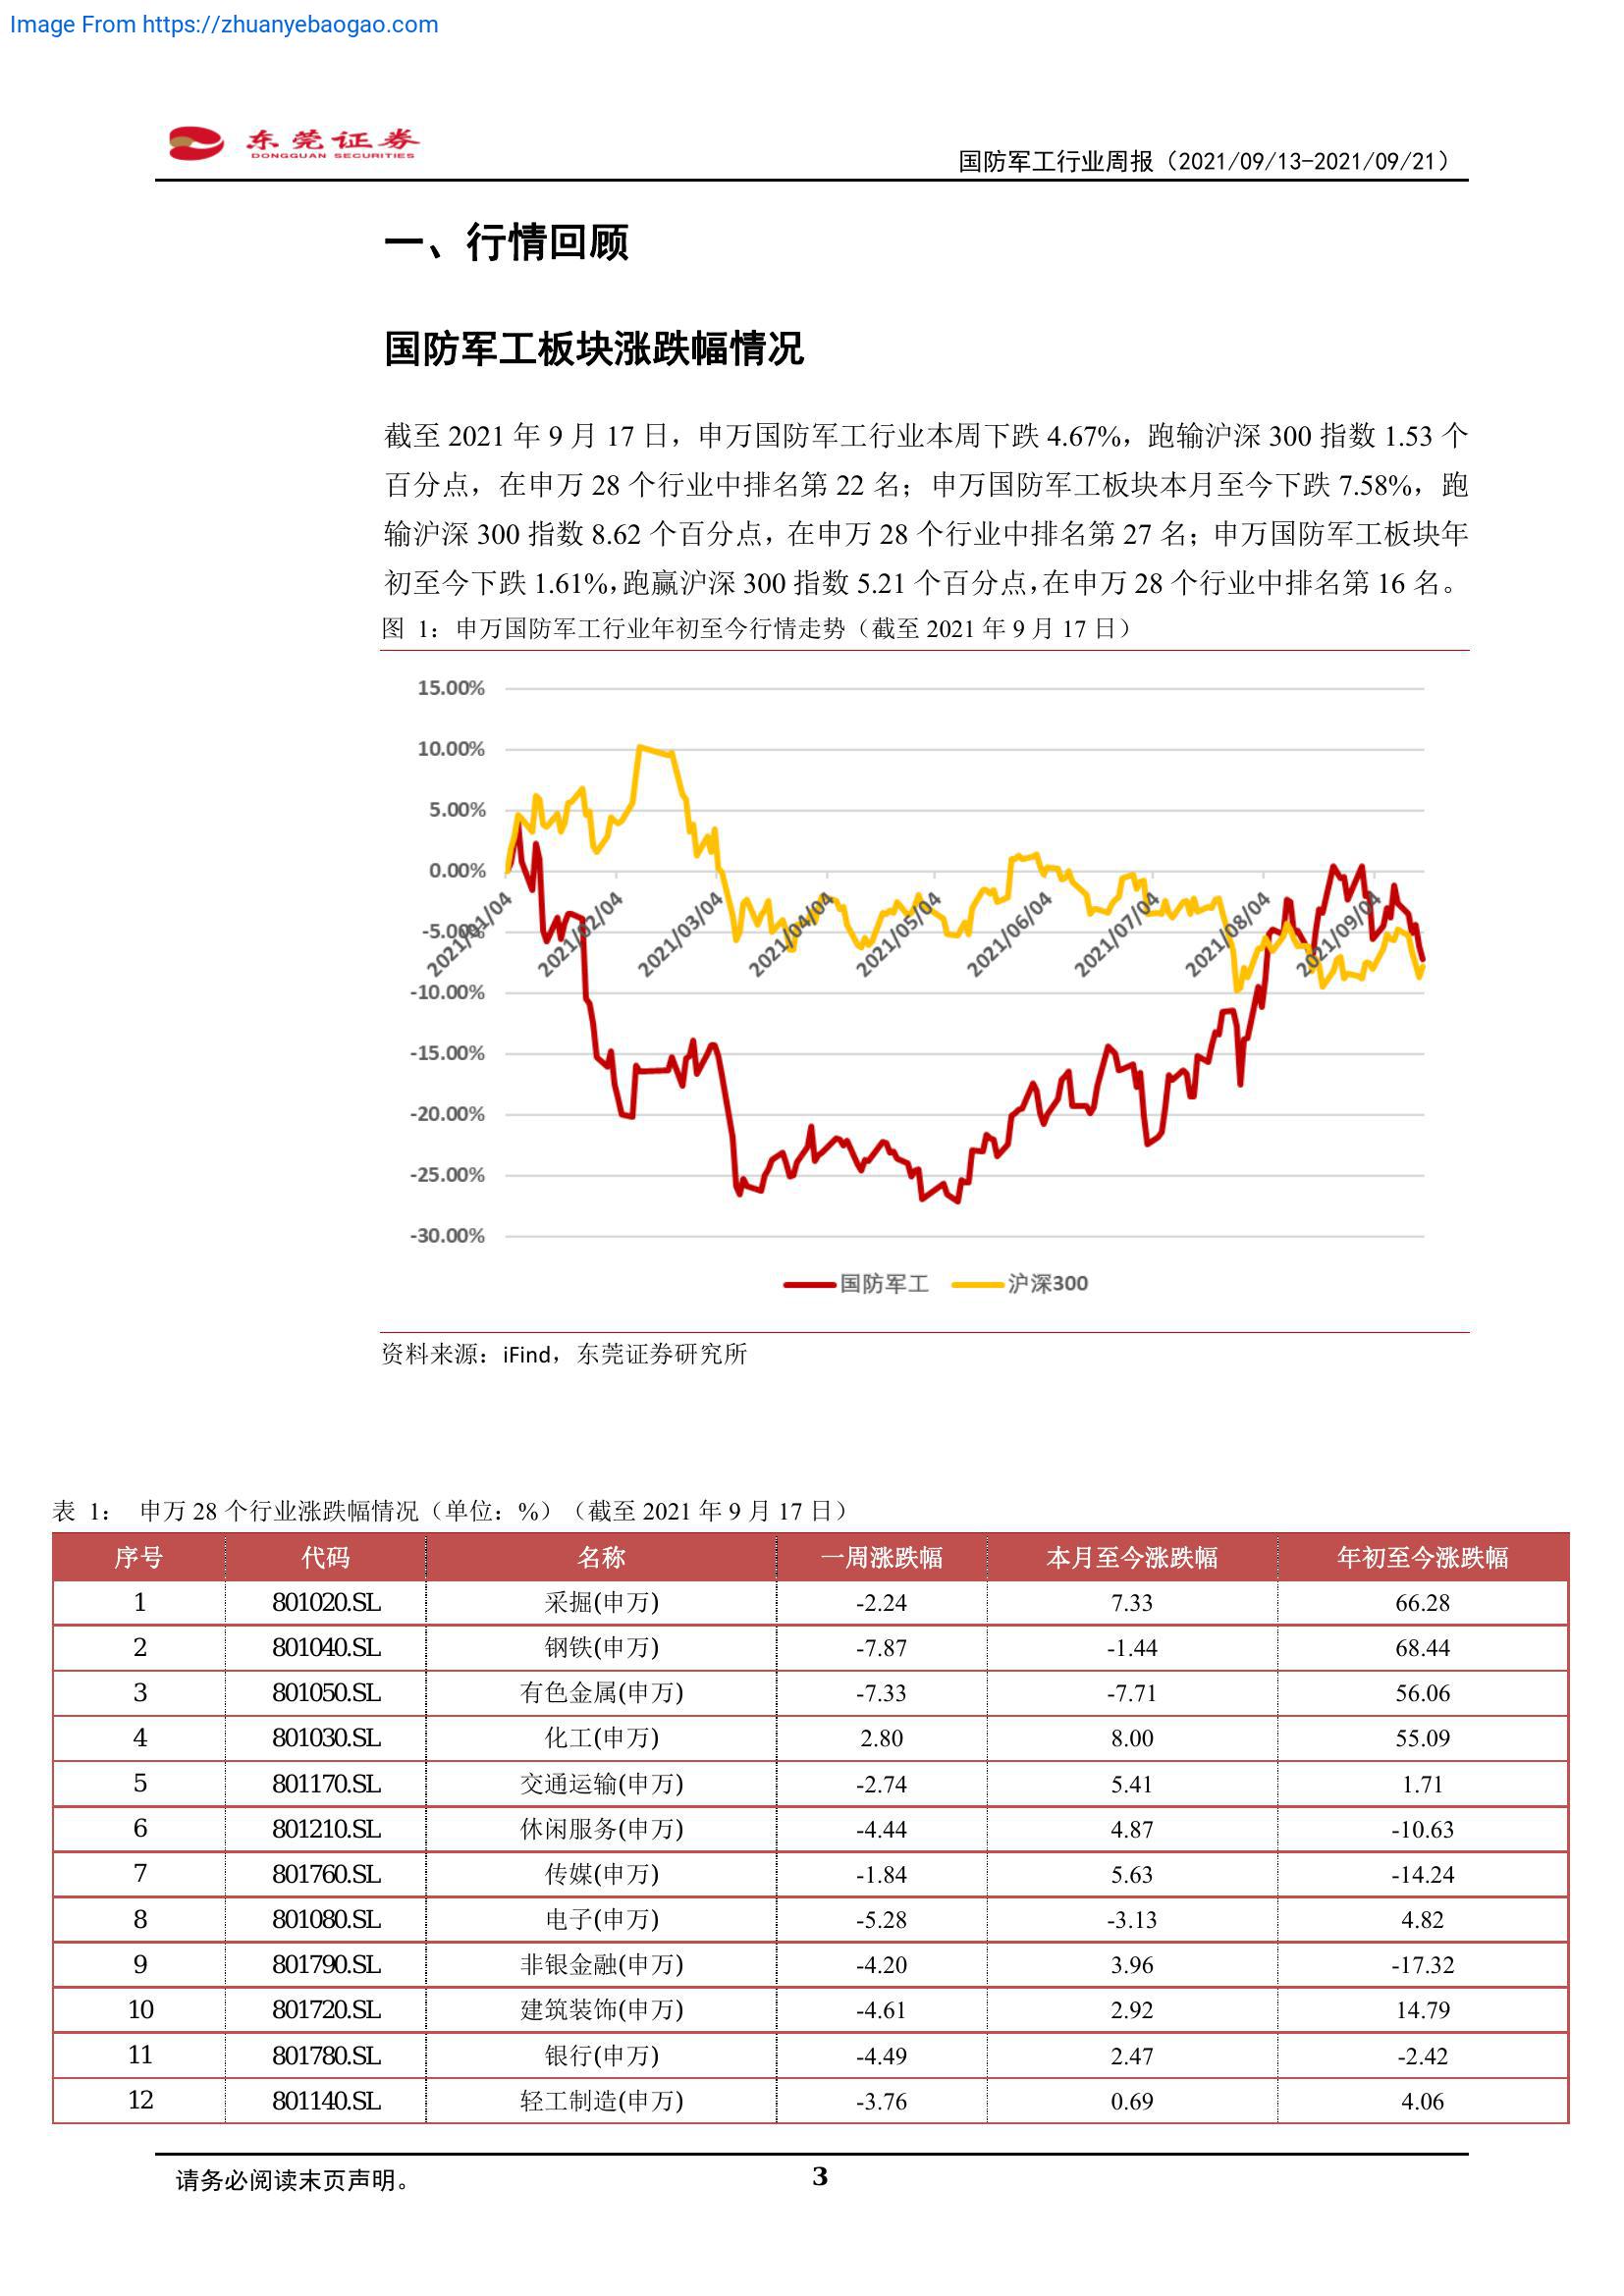 Image From https://zhuanyebaogao.com
东莞证券
DONGGUAN SECURITIES
国防军工行业周报（2021/09/13-2021/09/21）
一、行情回顾
国防军工板块涨跌幅情况
截至 2021 年 9 月 17 日，申万国防军工行业本周下跌 4.67%，跑输沪深 300 指数 1.53 个
百分点，在申万 28 个行业中排名第 22 名；申万国防军工板块本月至今下跌 7.58%，跑
输沪深 300 指数 8.62 个百分点，在申万 28 个行业中排名第 27 名；申万国防军工板块年
初至今下跌 1.61%，跑赢沪深 300 指数 5.21 个百分点，在申万 28 个行业中排名第 16 名。
图 1：申万国防军工行业年初至今行情走势（截至 2021 年 9 月 17 日）
15.00%
10.00%
5.00%
0.00%
-5.00%
-10.00%
-15.00%
-20.00%
-25.00%
-30.00%
2021/01/04
2021/02/04
2021/03/04
2021/04/04
2021/05/04
2021/06/04
2021/07/04
2021/08/04
2021/09/04
国防军工 沪深300
资料来源：iFind，东莞证券研究所
表 1： 申万 28 个行业涨跌幅情况（单位：%）（截至 2021 年 9 月 17 日）
序号 代码 名称 一周涨跌幅 本月至今涨跌幅 年初至今涨跌幅
1 801020.SL 采掘(申万) -2.24 7.33 66.28
2 801040.SL 钢铁(申万) -7.87 -1.44 68.44
3 801050.SL 有色金属(申万) -7.33 -7.71 56.06
4 801030.SL 化工(申万) 2.80 8.00 55.09
5 801170.SL 交通运输(申万) -2.74 5.41 1.71
6 801210.SL 休闲服务(申万) -4.44 4.87 -10.63
7 801760.SL 传媒(申万) -1.84 5.63 -14.24
8 801080.SL 电子(申万) -5.28 -3.13 4.82
9 801790.SL 非银金融(申万) -4.20 3.96 -17.32
10 801720.SL 建筑装饰(申万) -4.61 2.92 14.79
11 801780.SL 银行(申万) -4.49 2.47 -2.42
12 801140.SL 轻工制造(申万) -3.76 0.69 4.06
请务必阅读末页声明。
3